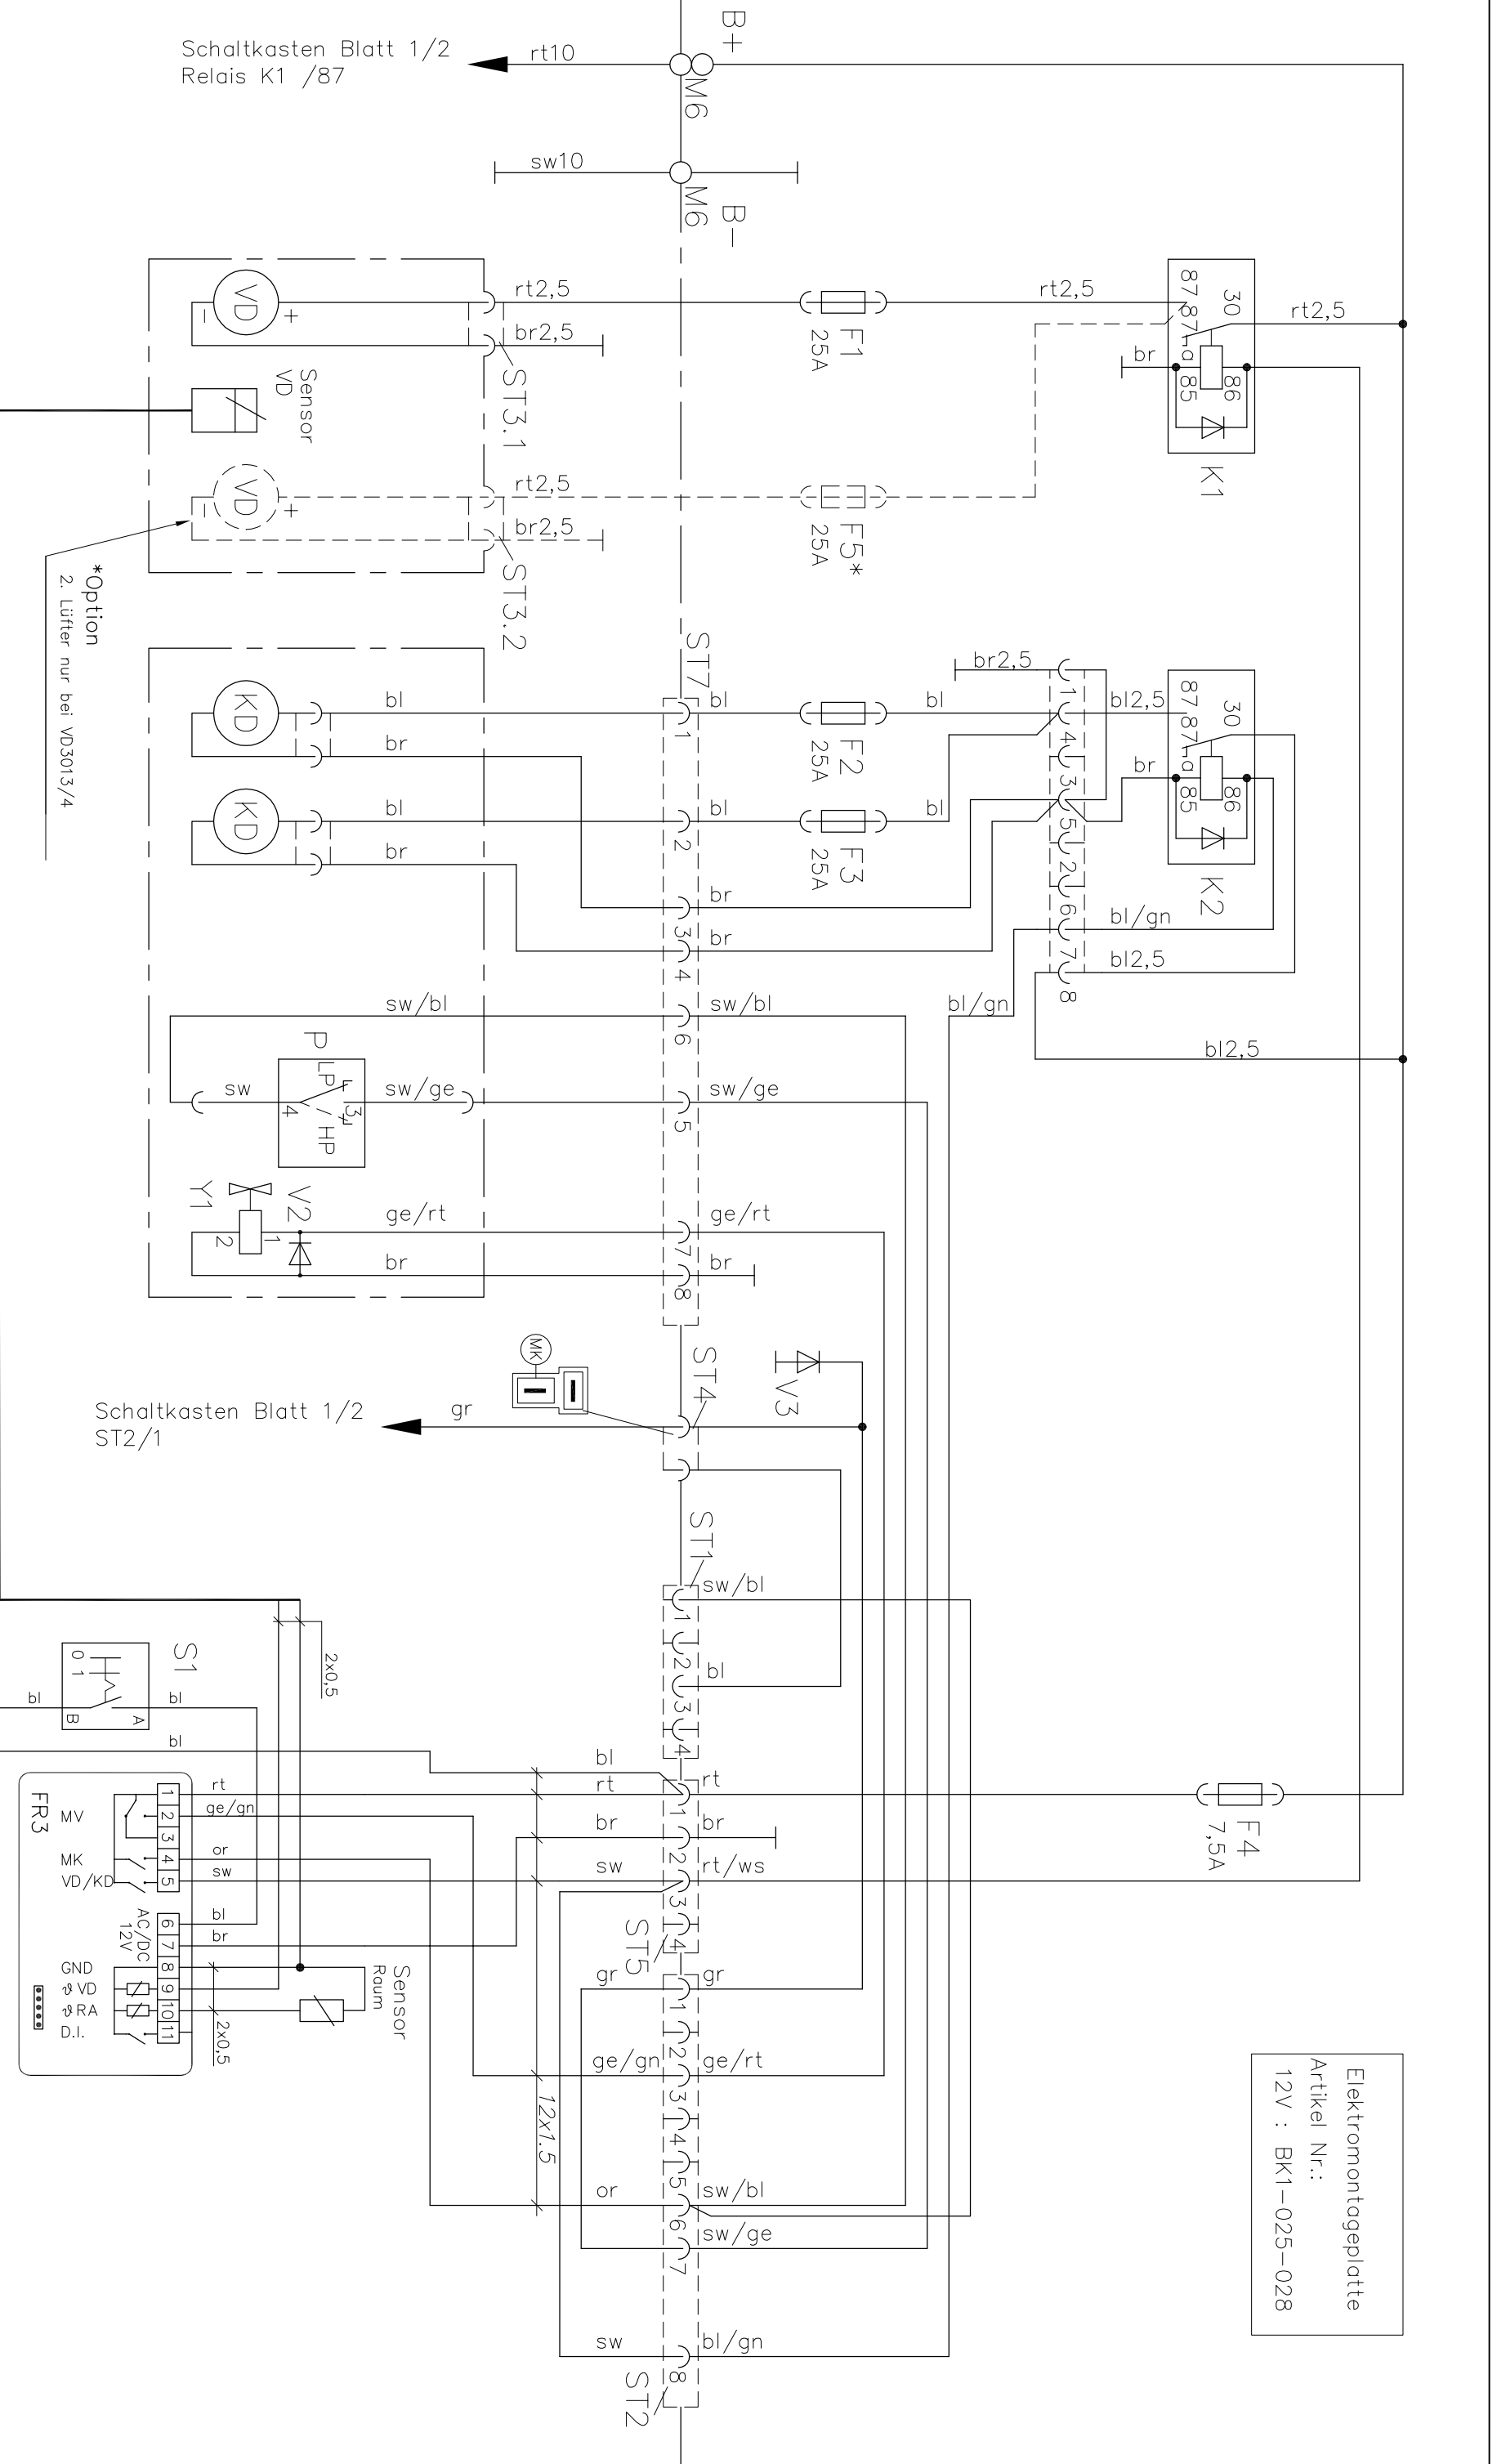 B+
Schaltkasten Blatt 1/2
Relais K1 /87
rt10
M6
sw10
M6
B-
VD
+
-
rt2,5
br2,5
ST3.1
F1
25A
rt2,5
87
87a
30
85
86
br
rt2,5
K1
Sensor
VD
VD
+
-
rt2,5
br2,5
ST3.2
F5*
25A
*Option
2. Lüfter nur bei VD3013/4
ST7
KD
bl
br
1
bl
F2
25A
bl
br2,5
1
4
3
5
2
6
7
8
bl2,5
87
87a
30
85
86
br
K2
KD
bl
br
2
bl
F3
25A
bl
br
3
br
4
bl/gn
bl2,5
bl/gn
bl2,5
sw/bl
6
sw/bl
P
LP / HP
sw
4
3
sw/ge
5
sw/ge
Y1
V2
1
2
ge/rt
7
ge/rt
br
8
br
MK
ST4
V3
Schaltkasten Blatt 1/2
ST2/1
gr
ST1
sw/bl
1
2
bl
3
4
2x0,5
S1
0 1
bl
B
A
bl
bl
bl
rt
rt
1
F4
7,5A
br
br
2
sw
rt/ws
3
4
ST5
FR3
MV
MK
VD/KD
1
2
3
4
5
rt
ge/gn
or
sw
AC/DC
12V
6
7
8
9
10
11
bl
br
GND
ϑ VD
ϑ RA
D.I.
Sensor
Raum
2x0,5
12x1.5
gr
gr
1
2
ge/gn
ge/rt
3
4
5
or
sw/bl
6
sw/ge
7
sw
bl/gn
8
ST2
Elektromontageplatte
Artikel Nr.:
12V : BK1-025-028